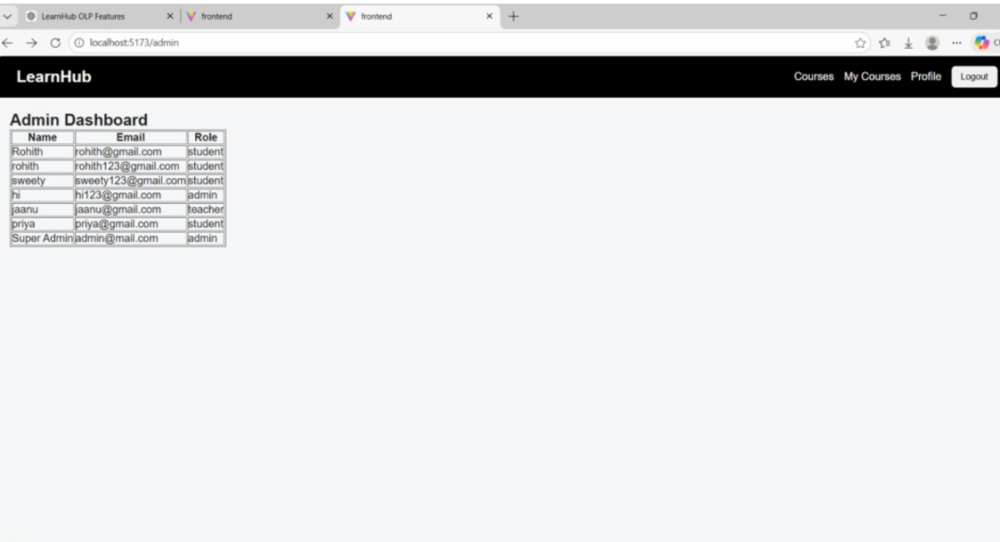 LearnHub OLP Features frontend frontend
localhost:5173/admin
LearnHub Courses My Courses Profile Logout
Admin Dashboard
Name Email Role
Rohith rohith@gmail.com student
rohith rohith123@gmail.com student
sweety sweety123@gmail.com student
hi hi123@gmail.com admin
jaanu jaanu@gmail.com teacher
priya priya@gmail.com student
Super Admin admin@mail.com admin